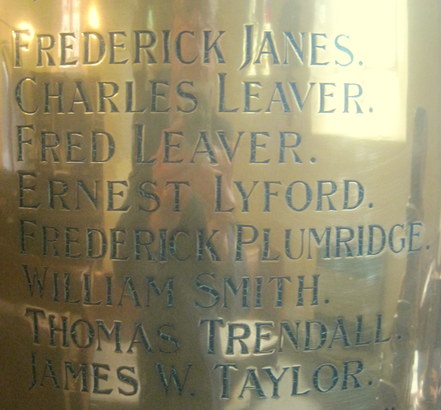 FREDERICK JANES.
CHARLES LEAVER.
FRED LEAVER.
ERNEST LYFORD.
FREDERICK PLUMRIDGE.
WILLIAM SMITH.
THOMAS TRENDALL.
JAMES W. TAYLOR.